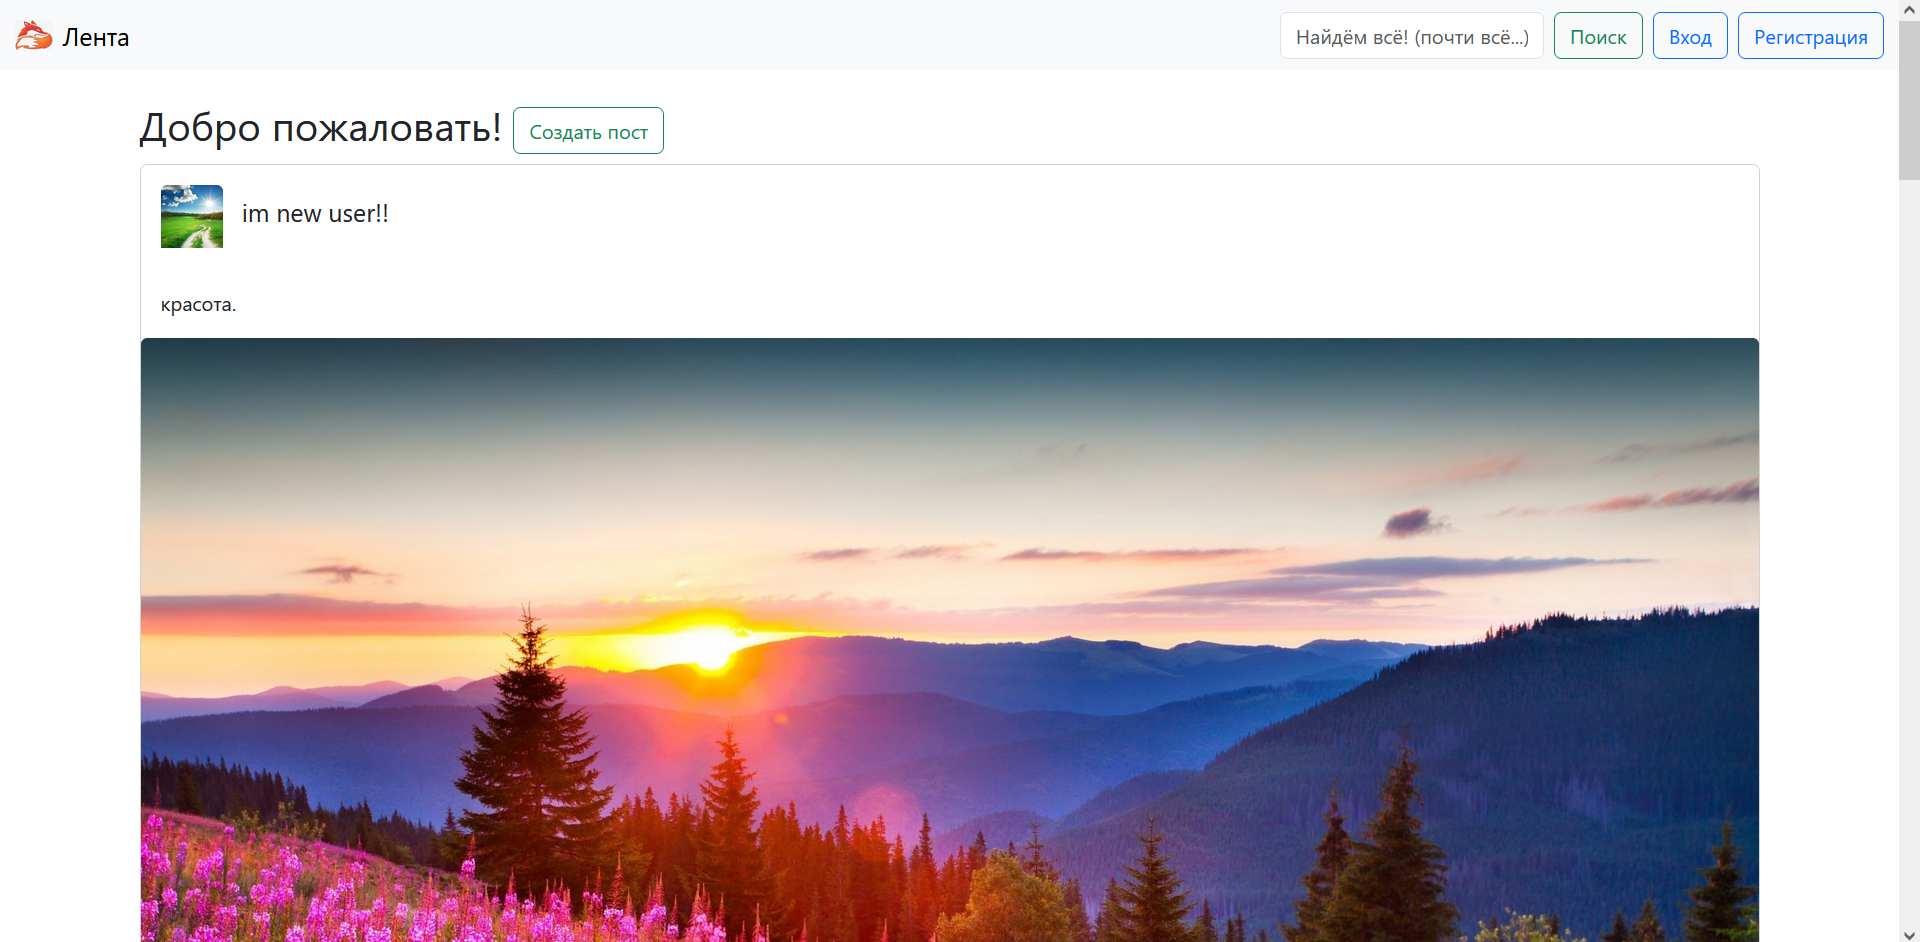 Лента
Найдём всё! (почти всё...)
Поиск
Вход
Регистрация
Добро пожаловать!
Создать пост
im new user!!
красота.